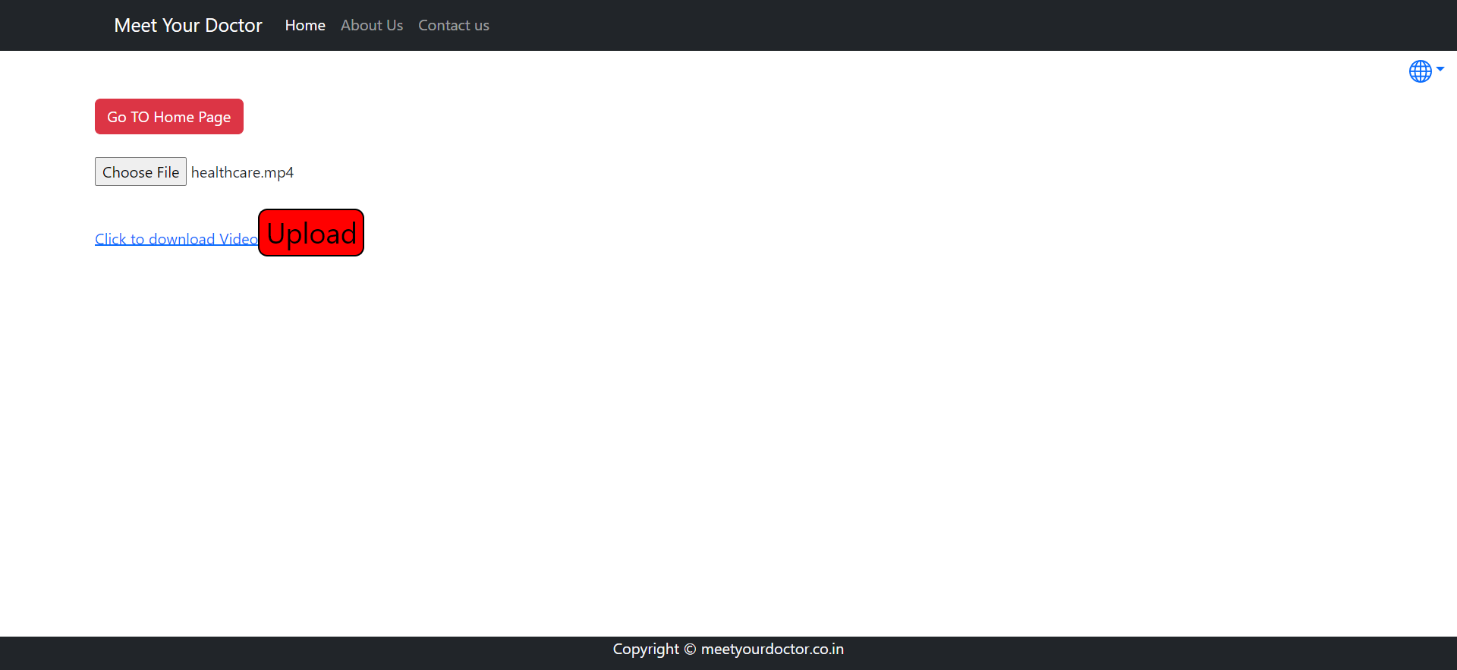 Meet Your Doctor Home About Us Contact us
Go TO Home Page
Choose File healthcare.mp4
Click to download Video Upload
Copyright © meetyourdoctor.co.in